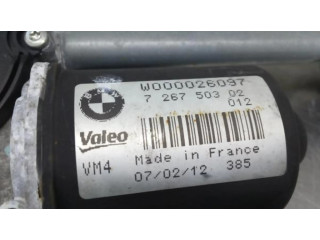 W000026097
7 267 503 02
012
Valeo
VM4
Made in France
07/02/12 385